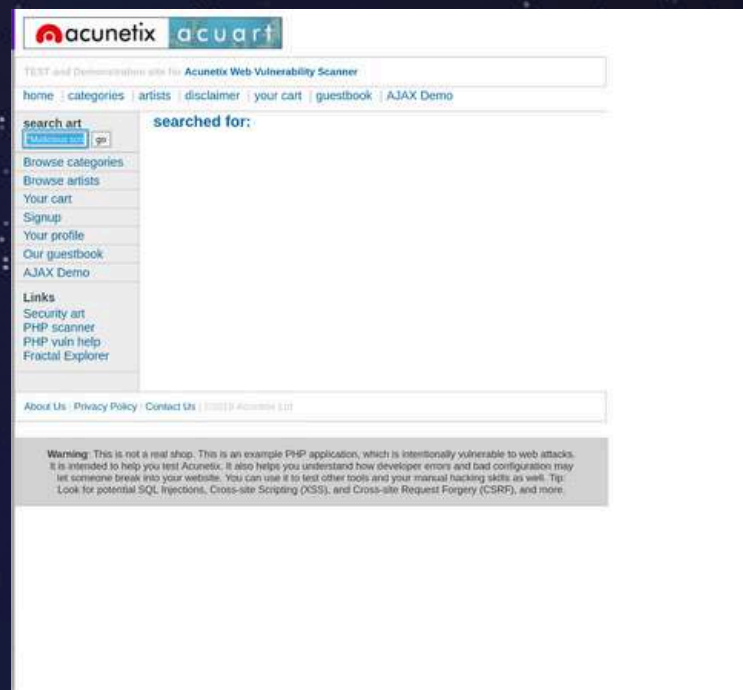 acunetix acuart
TEST and Demonstration site for Acunetix Web Vulnerability Scanner
home | categories | artists | disclaimer | your cart | guestbook | AJAX Demo
search art
go
Browse categories
Browse artists
Your cart
Signup
Your profile
Our guestbook
AJAX Demo
Links
Security art
PHP scanner
PHP vuln help
Fractal Explorer
searched for:
About Us | Privacy Policy | Contact Us | ©2019 Acunetix Ltd
Warning: This is not a real shop. This is an example PHP application, which is intentionally vulnerable to web attacks.
It is intended to help you test Acunetix. It also helps you understand how developer errors and bad configuration may
let someone break into your website. You can use it to test other tools and your manual hacking skills as well. Tip:
Look for potential SQL Injections, Cross-site Scripting (XSS), and Cross-site Request Forgery (CSRF), and more.